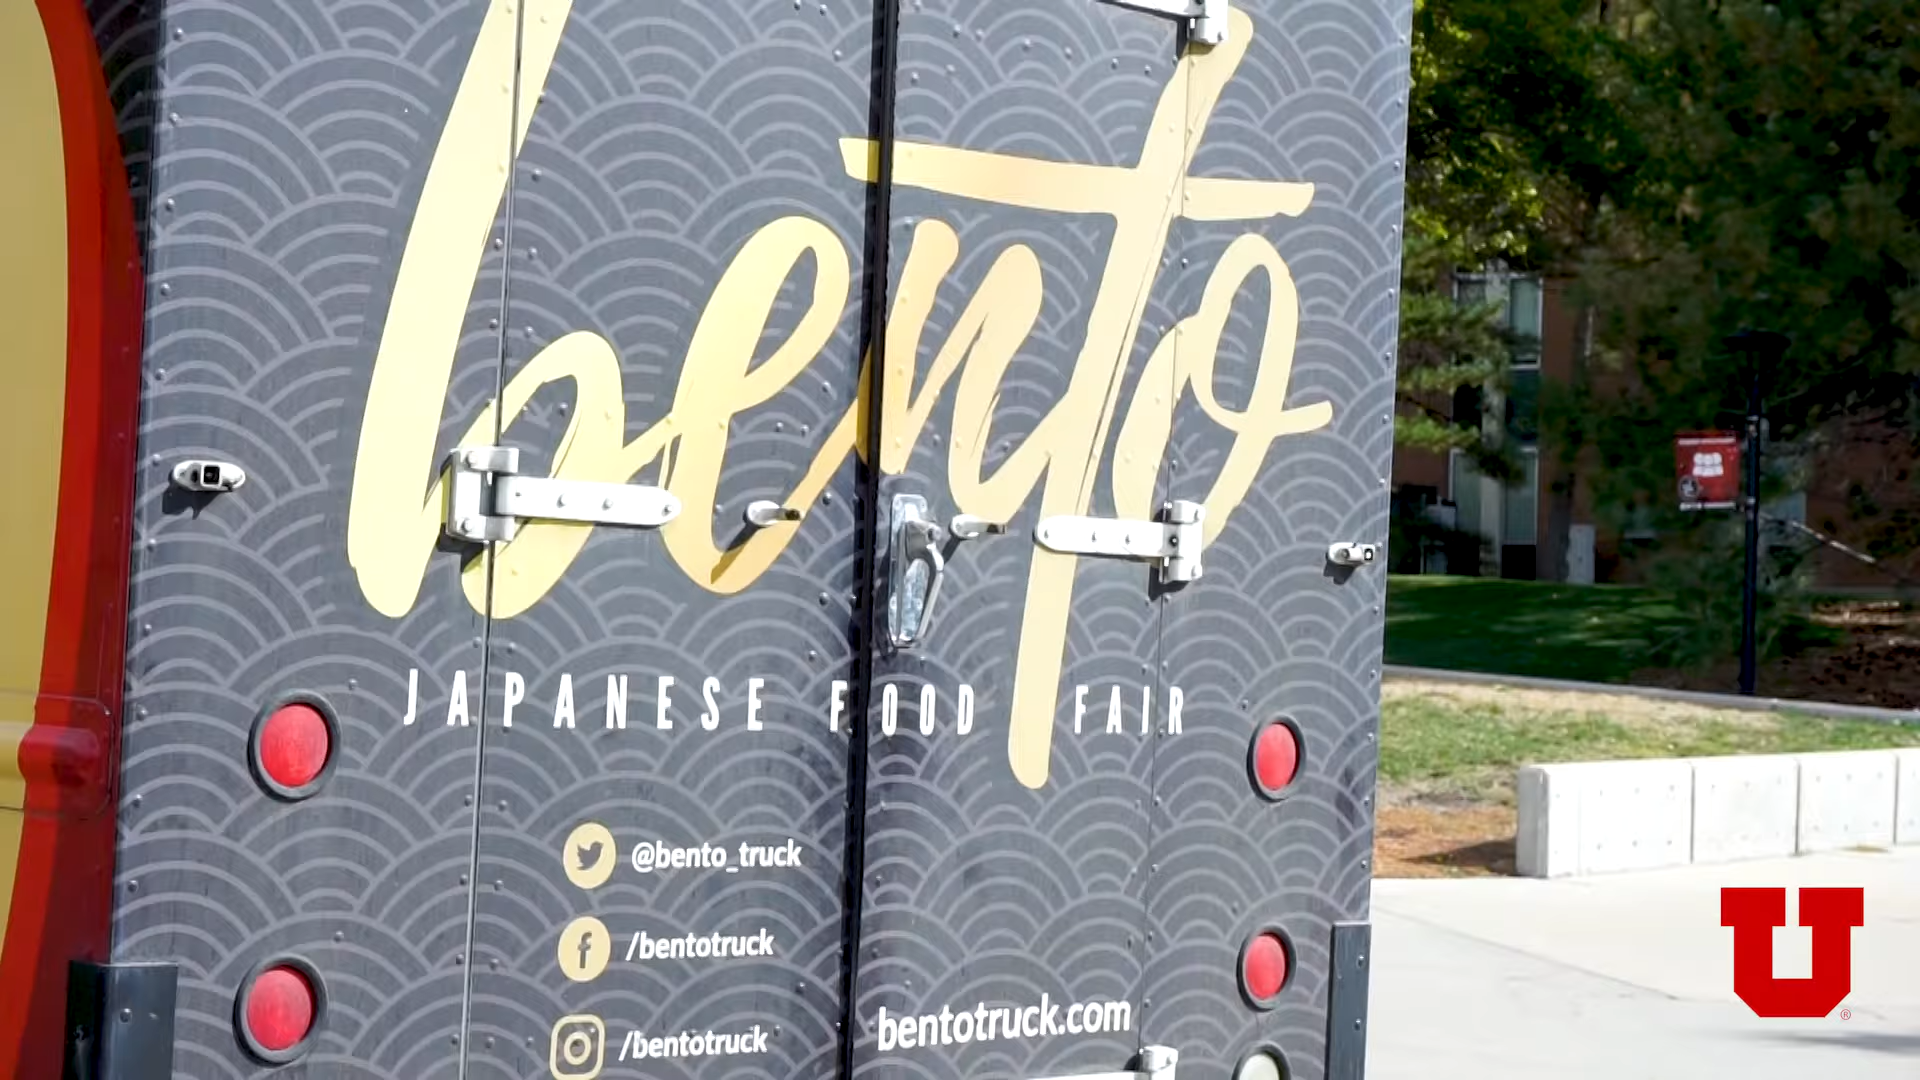 bento
JAPANESE FOOD FAIR
@bento_truck
/bentotruck
/bentotruck
bentotruck.com
U
®